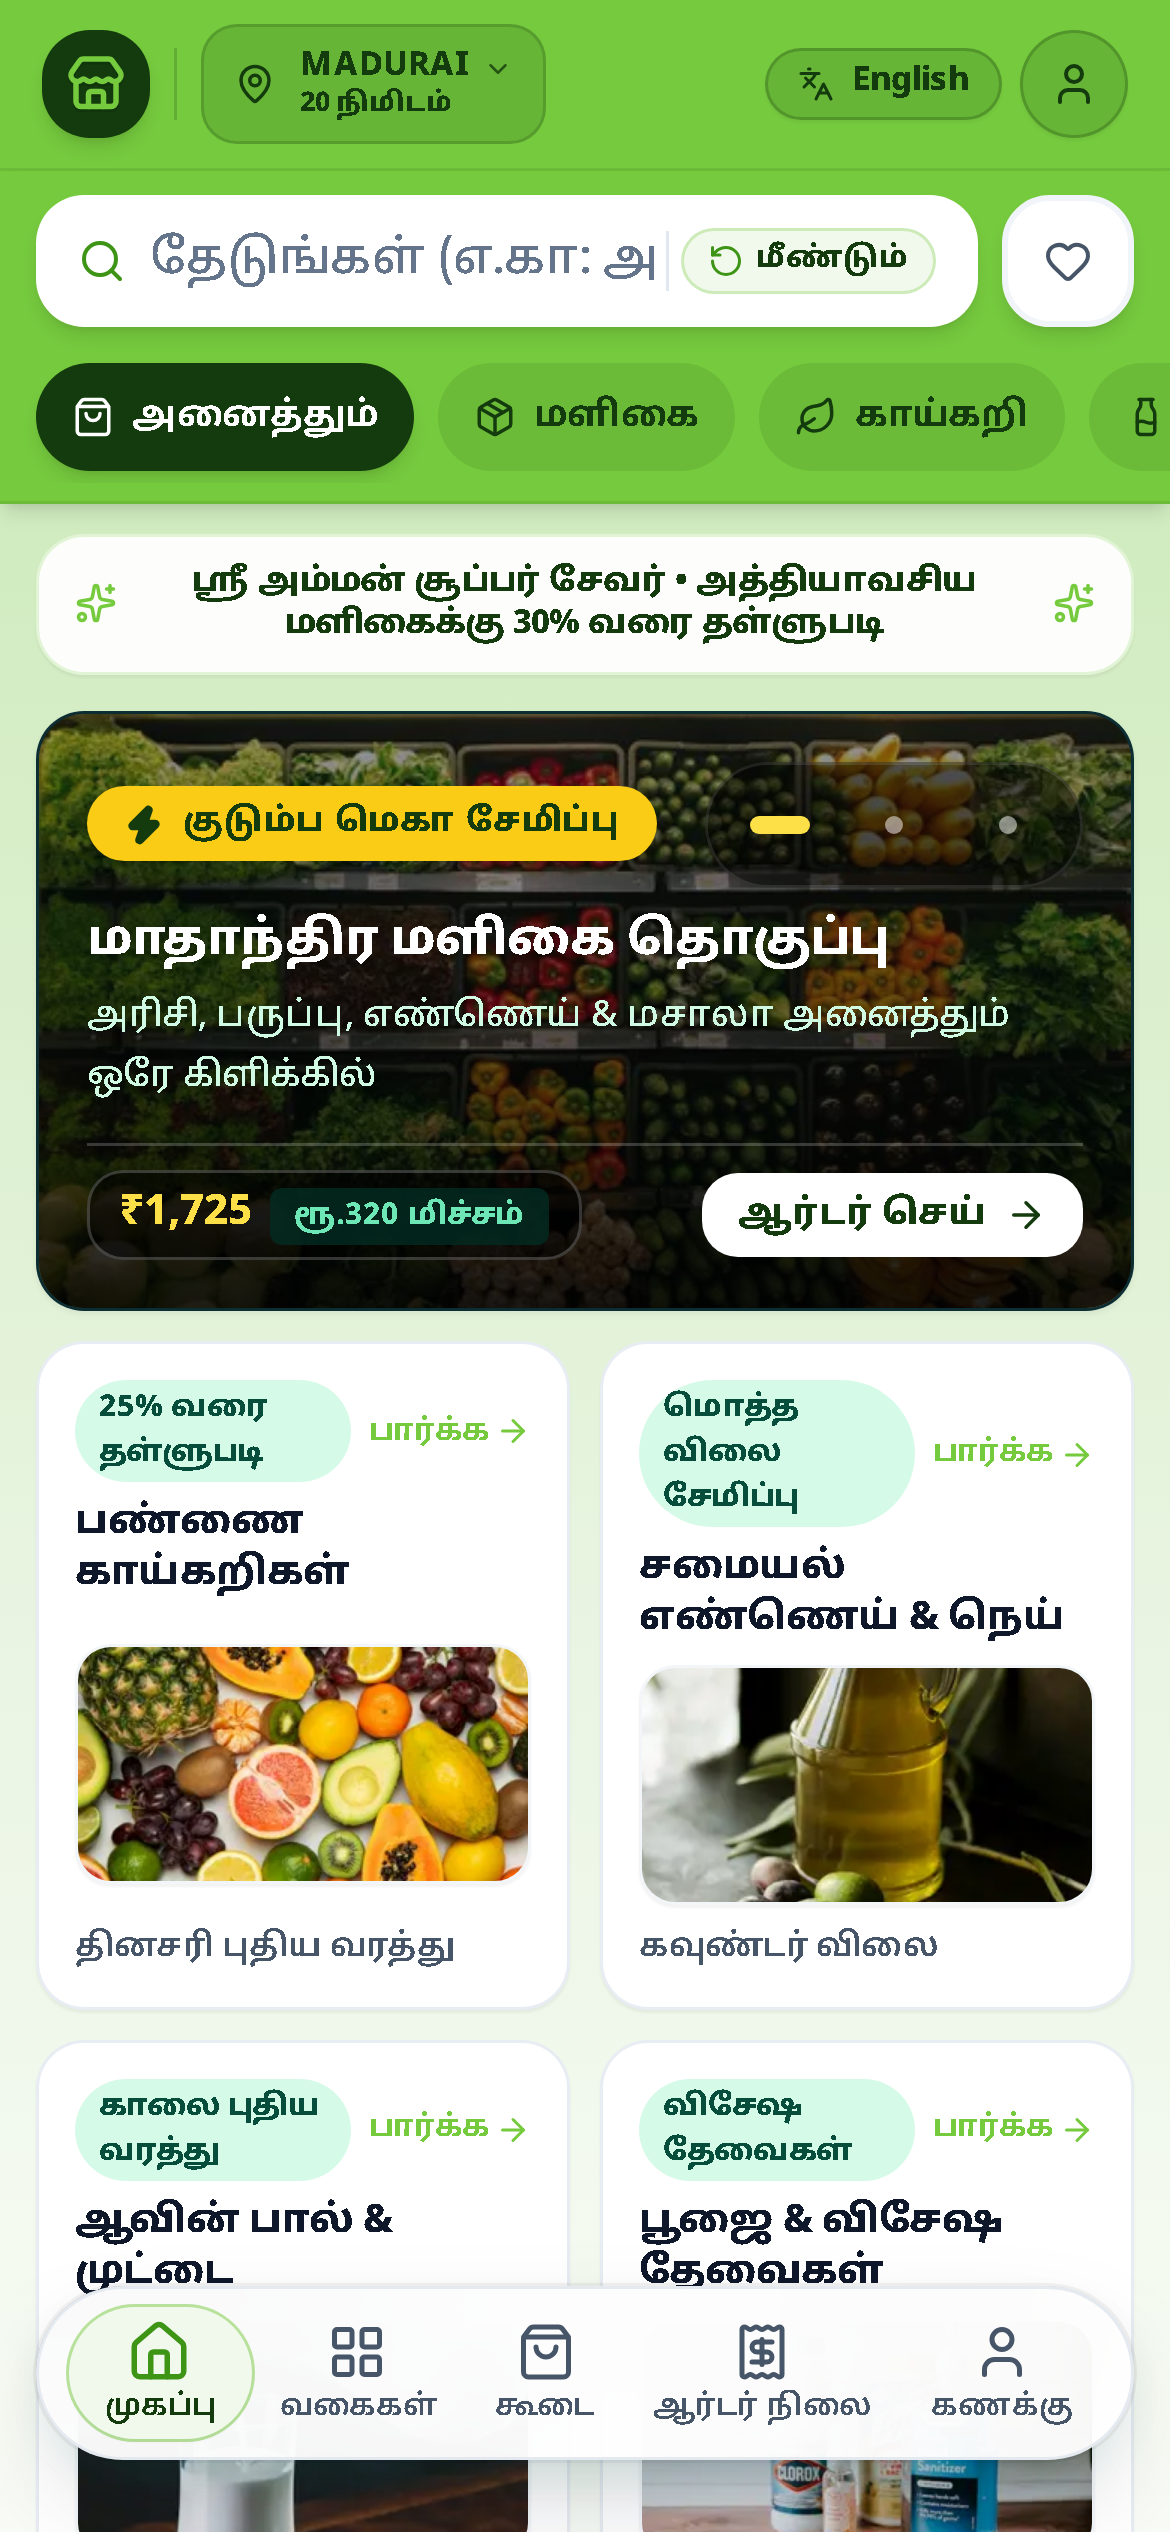 MADURAI
20 நிமிடம்
English
தேடுங்கள் (எ.கா: அ
மீண்டும்
அனைத்தும்
மளிகை
காய்கறி
ஸ்ரீ அம்மன் சூப்பர் சேவர் • அத்தியாவசிய
மளிகைக்கு 30% வரை தள்ளுபடி
குடும்ப மெகா சேமிப்பு
மாதாந்திர மளிகை தொகுப்பு
அரிசி, பருப்பு, எண்ணெய் & மசாலா அனைத்தும்
ஒரே கிளிக்கில்
₹1,725
ரூ.320 மிச்சம்
ஆர்டர் செய்
25% வரை
தள்ளுபடி
பார்க்க
பண்ணை
காய்கறிகள்
தினசரி புதிய வரத்து
மொத்த
விலை
சேமிப்பு
பார்க்க
சமையல்
எண்ணெய் & நெய்
கவுண்டர் விலை
காலை புதிய
வரத்து
பார்க்க
ஆவின் பால் &
முட்டை
விசேஷ
தேவைகள்
பார்க்க
பூஜை & விசேஷ
தேவைகள்
CLOROX
Sanitizer
முகப்பு
வகைகள்
கூடை
ஆர்டர் நிலை
கணக்கு